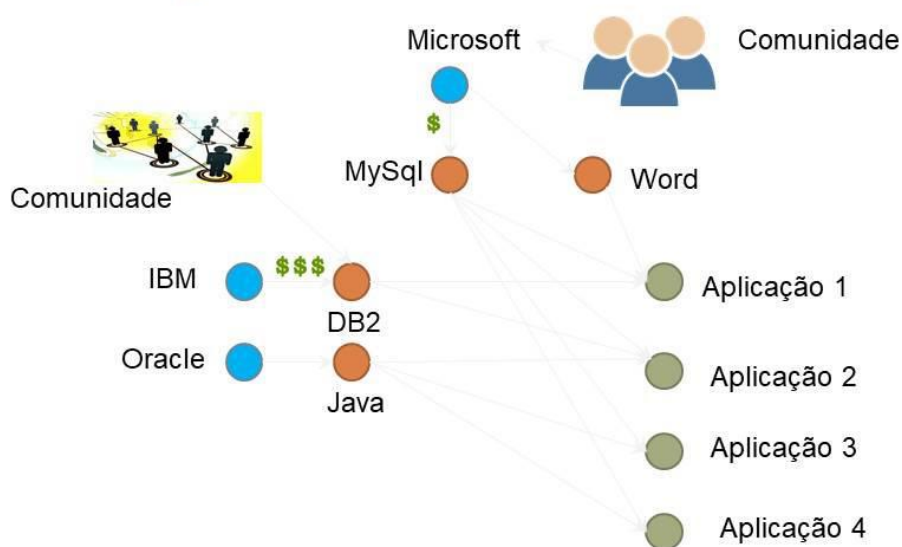 Microsoft
Comunidade
$
MySql
Word
Comunidade
IBM
$$$
DB2
Aplicação 1
Oracle
Java
Aplicação 2
Aplicação 3
Aplicação 4